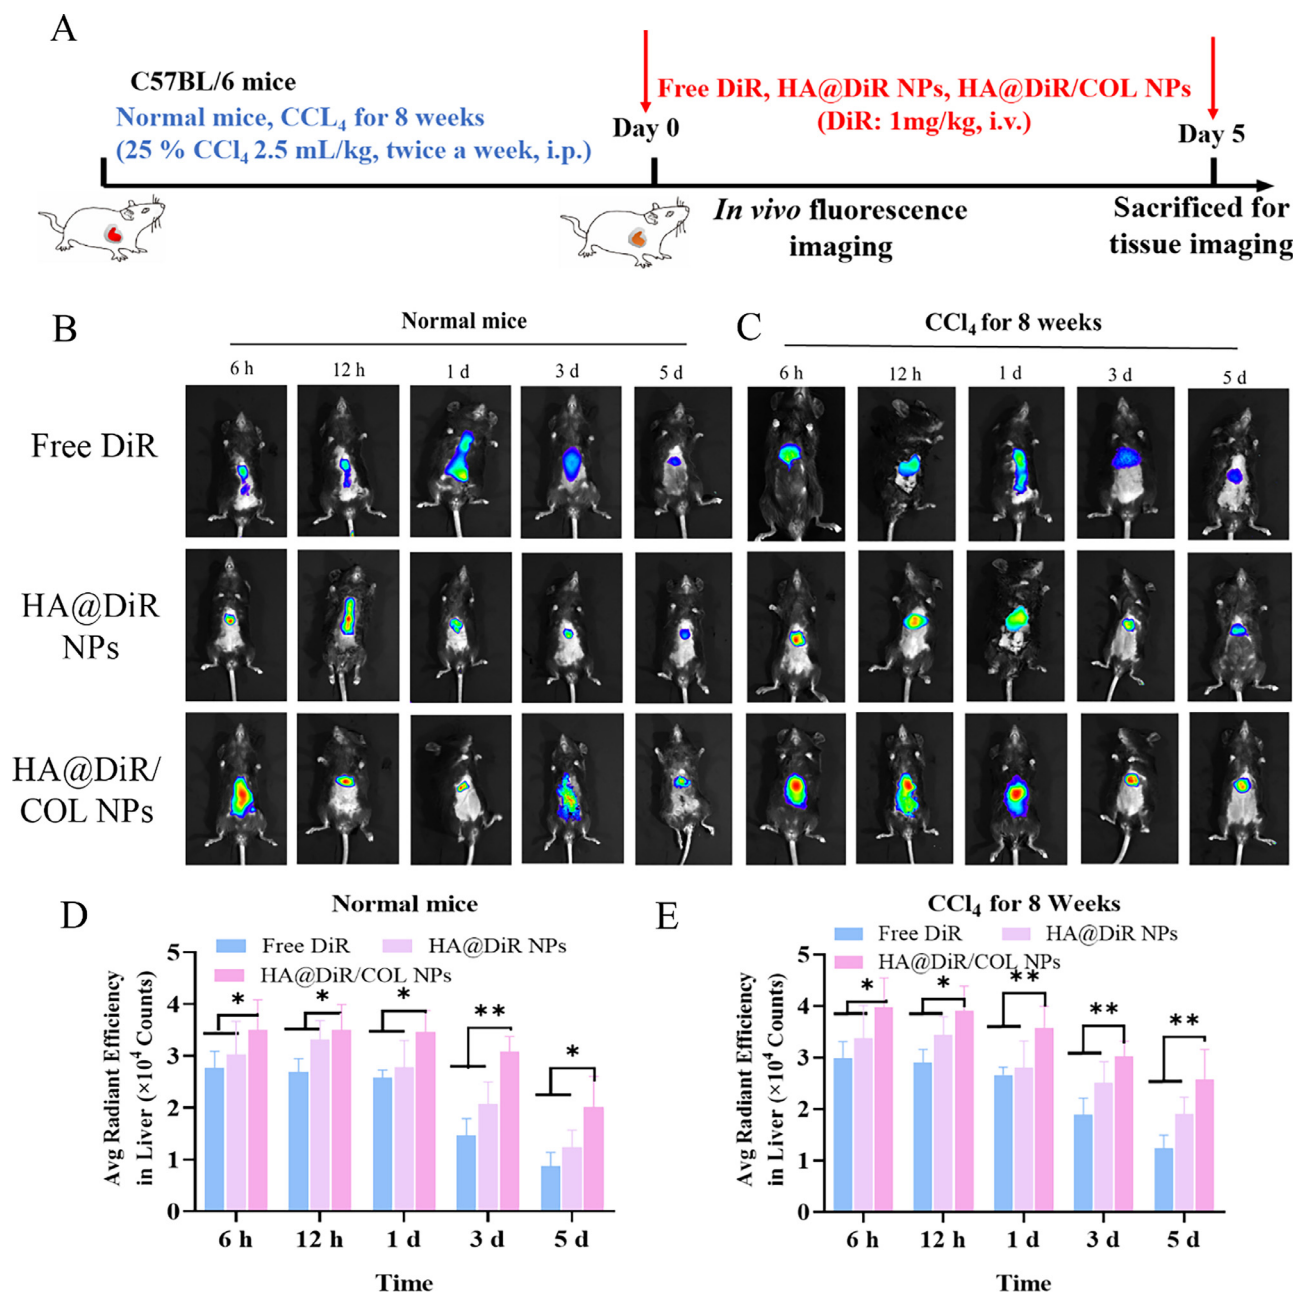 A
C57BL/6 mice
Normal mice, CCL4 for 8 weeks
(25 % CCl4 2.5 mL/kg, twice a week, i.p.)
Day 0
Free DiR, HA@DiR NPs, HA@DiR/COL NPs
(DiR: 1mg/kg, i.v.)
Day 5
In vivo fluorescence
imaging
Sacrificed for
tissue imaging
B
Normal mice
6 h 12 h 1 d 3 d 5 d
C
CCl4 for 8 weeks
6 h 12 h 1 d 3 d 5 d
Free DiR
HA@DiR
NPs
HA@DiR/
COL NPs
D
Normal mice
Free DiR HA@DiR NPs
HA@DiR/COL NPs
Avg Radiant Efficiency
in Liver (×10^4 Counts)
5
4
3
2
1
0
* * * ** *
6 h 12 h 1 d 3 d 5 d
Time
E
CCl4 for 8 Weeks
Free DiR HA@DiR NPs
HA@DiR/COL NPs
Avg Radiant Efficiency
in Liver (×10^4 Counts)
5
4
3
2
1
0
* * ** ** **
6 h 12 h 1 d 3 d 5 d
Time